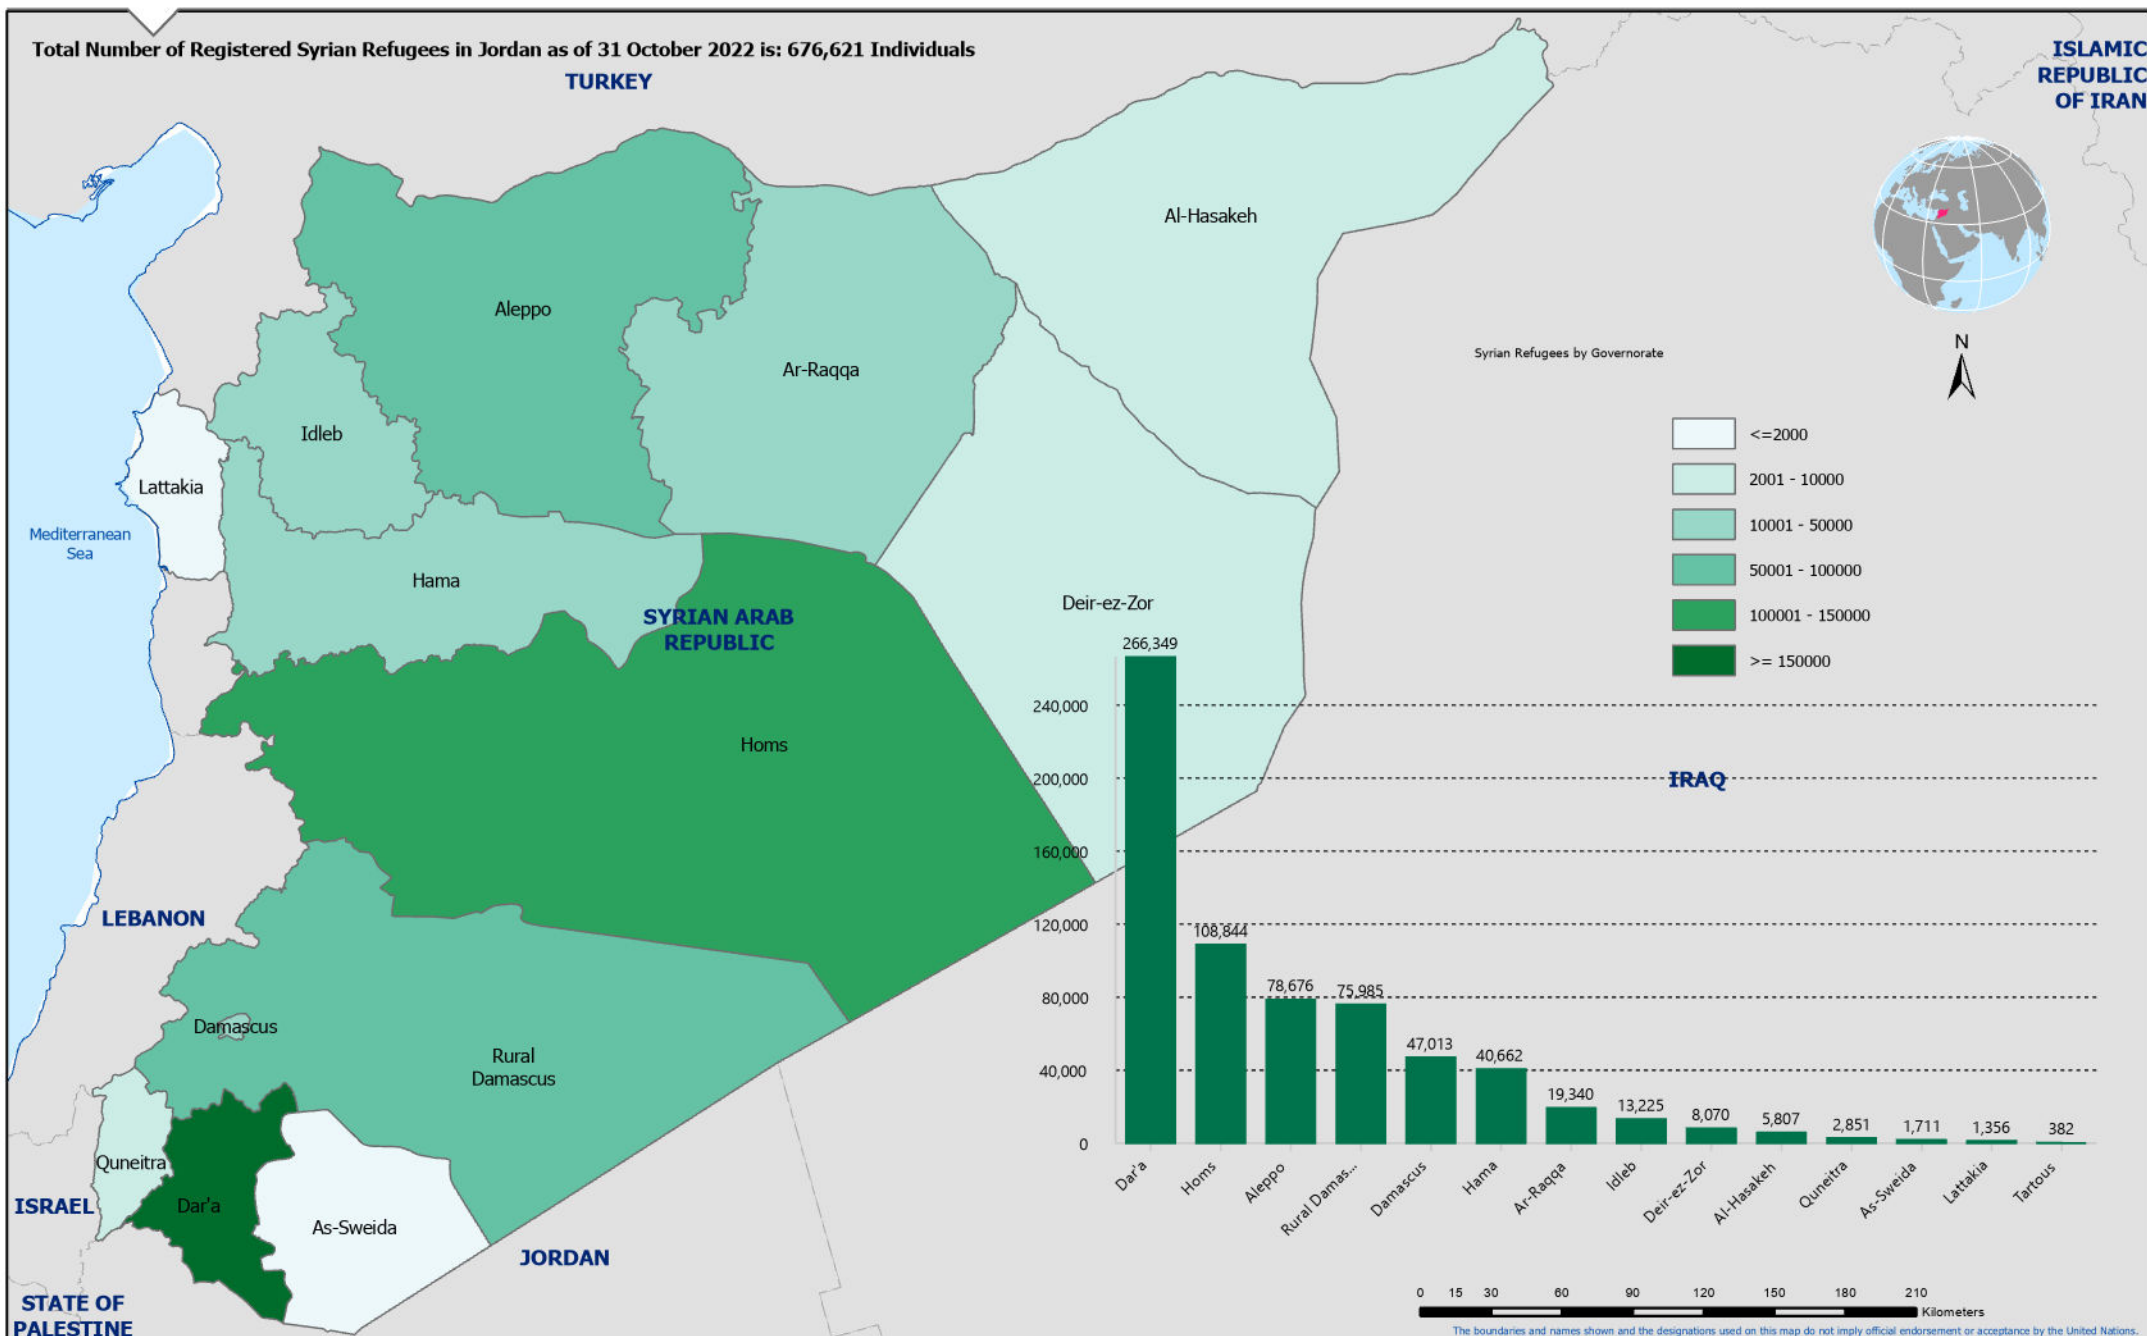 Total Number of Registered Syrian Refugees in Jordan as of 31 October 2022 is: 676,621 Individuals
TURKEY
ISLAMIC
REPUBLIC
OF IRAN
Al-Hasakeh
Aleppo
Ar-Raqqa
Idleb
Lattakia
Mediterranean
Sea
Hama
SYRIAN ARAB
REPUBLIC
Deir-ez-Zor
Homs
LEBANON
IRAQ
Damascus
Rural
Damascus
Quneitra
Dar'a
As-Sweida
ISRAEL
JORDAN
STATE OF
PALESTINE
N
Syrian Refugees by Governorate
<=2000
2001 - 10000
10001 - 50000
50001 - 100000
100001 - 150000
>= 150000
240,000
200,000
160,000
120,000
80,000
40,000
0
266,349
108,844
78,676
75,985
47,013
40,662
19,340
13,225
8,070
5,807
2,851
1,711
1,356
382
Dar'a
Homs
Aleppo
Rural Damas...
Damascus
Hama
Ar-Raqqa
Idleb
Deir-ez-Zor
Al-Hasakeh
Quneitra
As-Sweida
Lattakia
Tartous
0 15 30 60 90 120 150 180 210
Kilometers
The boundaries and names shown and the designations used on this map do not imply official endorsement or acceptance by the United Nations.